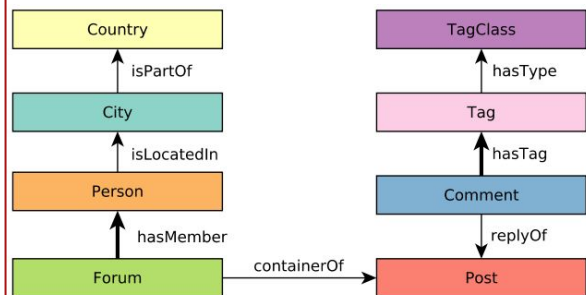 Country
TagClass
isPartOf
hasType
City
Tag
isLocatedIn
hasTag
Person
Comment
hasMember
replyOf
containerOf
Forum
Post